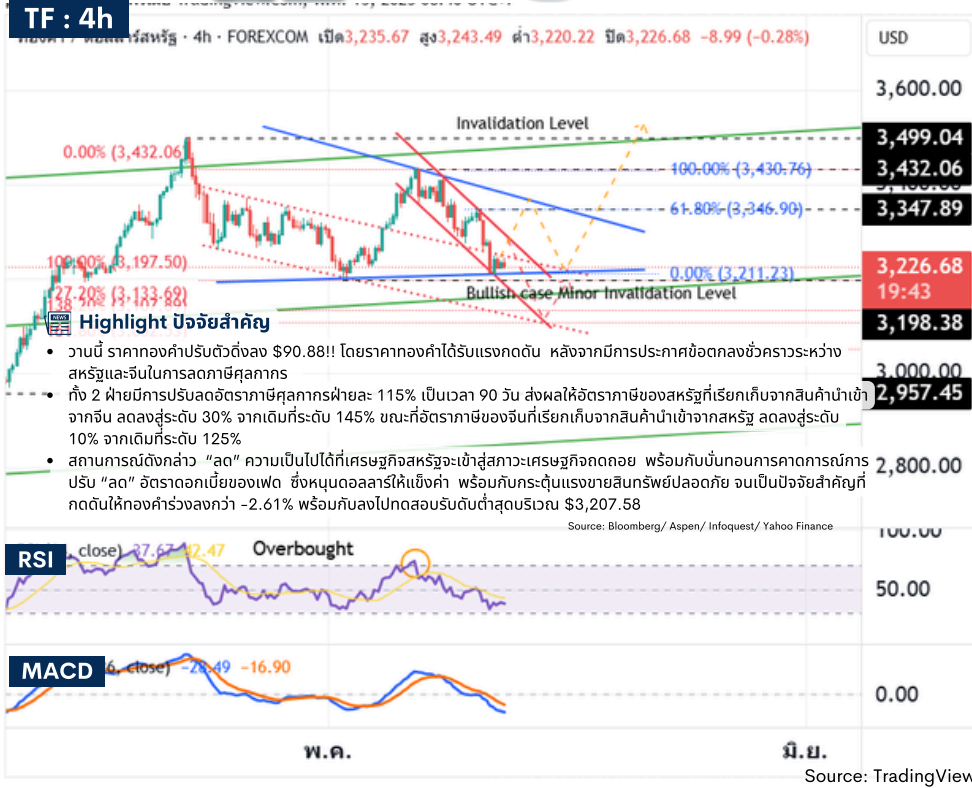 TF : 4h
ทองคำ / ดอลลาร์สหรัฐ · 4h · FOREXCOM เปิด3,235.67 สูง3,243.49 ต่ำ3,220.22 ปิด3,226.68 -8.99 (-0.28%)
USD
3,600.00
Invalidation Level
3,499.04
0.00% (3,432.06)
100.00% (3,430.76)
3,432.06
61.80% (3,346.90)
3,347.89
100.00% (3,197.50)
0.00% (3,211.23)
3,226.68
19:43
127.20% (3,133.69)
Bullish case Minor Invalidation Level
3,198.38
Highlight ปัจจัยสำคัญ
วานนี้ ราคาทองคำปรับตัวดิ่งลง $90.88!! โดยราคาทองคำได้รับแรงกดดัน หลังจากมีการประกาศข้อตกลงชั่วคราวระหว่าง
สหรัฐและจีนในการลดภาษีศุลกากร
3,000.00
ทั้ง 2 ฝ่ายมีการปรับลดอัตราภาษีศุลการกรฝ่ายละ 115% เป็นเวลา 90 วัน ส่งผลให้อัตราภาษีของสหรัฐที่เรียกเก็บจากสินค้านำเข้า
2,957.45
จากจีน ลดลงสู่ระดับ 30% จากเดิมที่ระดับ 145% ขณะที่อัตราภาษีของจีนที่เรียกเก็บจากสินค้านำเข้าจากสหรัฐ ลดลงสู่ระดับ
10% จากเดิมที่ระดับ 125%
สถานการณ์ดังกล่าว “ลด” ความเป็นไปได้ที่เศรษฐกิจสหรัฐจะเข้าสู่สภาวะเศรษฐกิจถดถอย พร้อมกับบั่นทอนการคาดการณ์การ
2,800.00
ปรับ “ลด” อัตราดอกเบี้ยของเฟด ซึ่งหนุนดอลลาร์ให้แข็งค่า พร้อมกับกระตุ้นแรงขายสินทรัพย์ปลอดภัย จนเป็นปัจจัยสำคัญที่
กดดันให้ทองคำร่วงลงกว่า -2.61% พร้อมกับลงไปทดสอบรับดับต่ำสุดบริเวณ $3,207.58
Source: Bloomberg/ Aspen/ Infoquest/ Yahoo Finance
100.00
RSI
close) 37.67 42.47
Overbought
50.00
MACD
close) -28.49 -16.90
0.00
พ.ค.
มิ.ย.
Source: TradingView